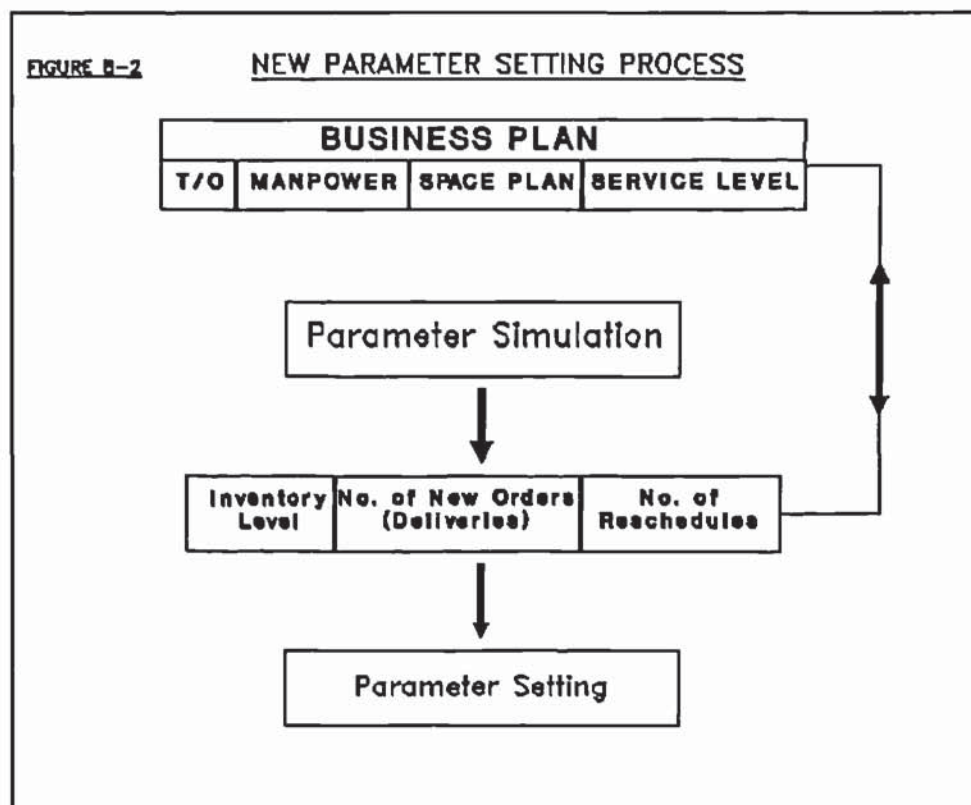 FIGURE B-2
NEW PARAMETER SETTING PROCESS
BUSINESS PLAN
T/O MANPOWER SPACE PLAN SERVICE LEVEL
Parameter Simulation
Inventory Level
No. of New Orders (Deliveries)
No. of Reschedules
Parameter Setting